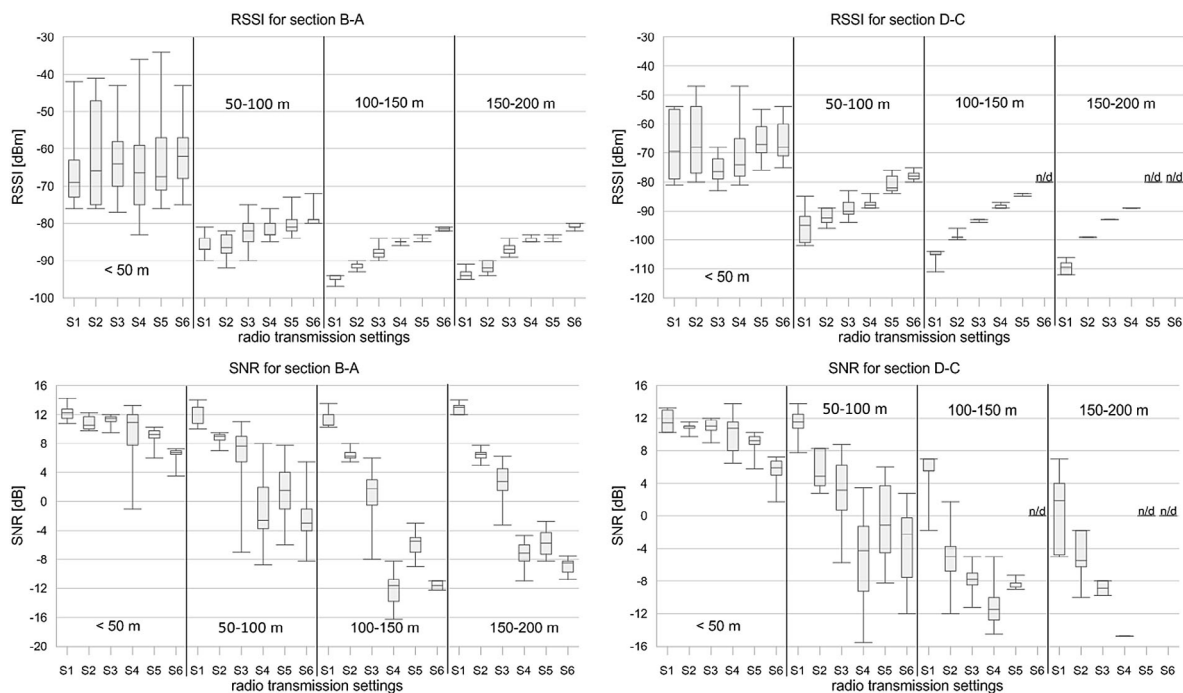 RSSI for section B-A
RSSI [dBm]
-30
-40
-50
-60
-70
-80
-90
-100
< 50 m
50-100 m
100-150 m
150-200 m
S1 S2 S3 S4 S5 S6 S1 S2 S3 S4 S5 S6 S1 S2 S3 S4 S5 S6 S1 S2 S3 S4 S5 S6
radio transmission settings
RSSI for section D-C
RSSI [dBm]
-30
-40
-50
-60
-70
-80
-90
-100
-110
-120
< 50 m
50-100 m
100-150 m
150-200 m
n/d
n/d n/d
S1 S2 S3 S4 S5 S6 S1 S2 S3 S4 S5 S6 S1 S2 S3 S4 S5 S6 S1 S2 S3 S4 S5 S6
radio transmission settings
SNR for section B-A
SNR [dB]
16
12
8
4
0
-4
-8
-12
-16
-20
< 50 m
50-100 m
100-150 m
150-200 m
S1 S2 S3 S4 S5 S6 S1 S2 S3 S4 S5 S6 S1 S2 S3 S4 S5 S6 S1 S2 S3 S4 S5 S6
radio transmission settings
SNR for section D-C
SNR [dB]
16
12
8
4
0
-4
-8
-12
-16
< 50 m
50-100 m
100-150 m
150-200 m
n/d
n/d n/d
S1 S2 S3 S4 S5 S6 S1 S2 S3 S4 S5 S6 S1 S2 S3 S4 S5 S6 S1 S2 S3 S4 S5 S6
radio transmission settings